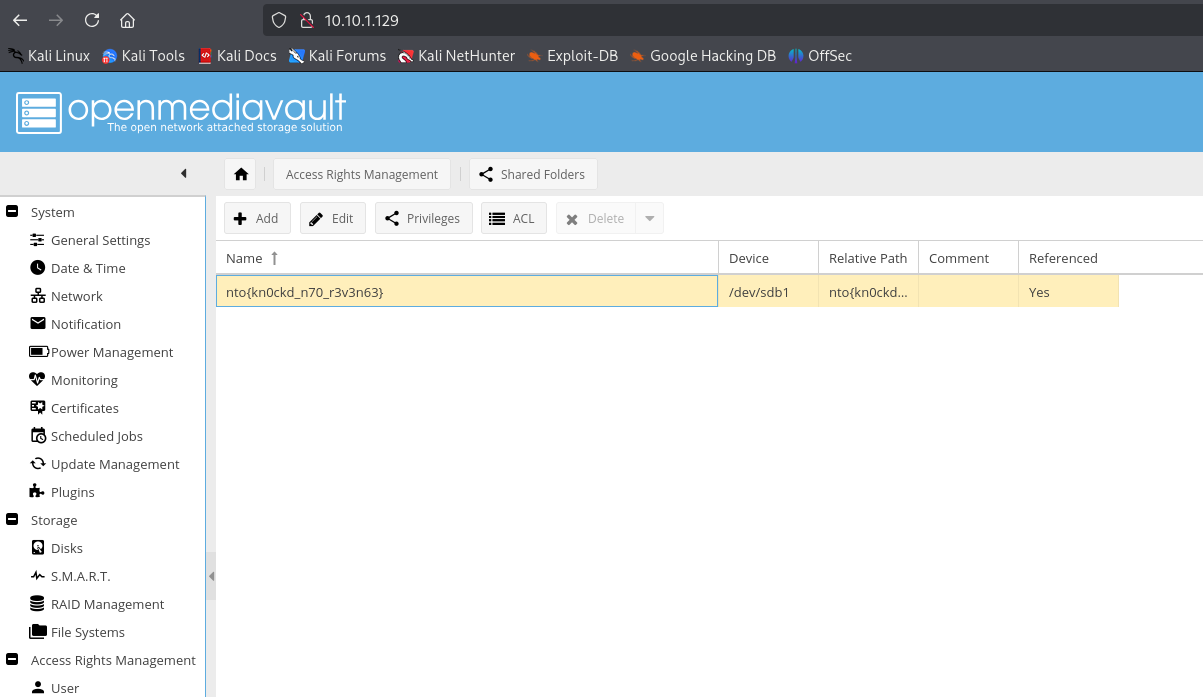 10.10.1.129
Kali Linux Kali Tools Kali Docs Kali Forums Kali NetHunter Exploit-DB Google Hacking DB OffSec
openmediavault
The open network attached storage solution
Access Rights Management Shared Folders
Add Edit Privileges ACL Delete
Name Device Relative Path Comment Referenced
nto{kn0ckd_n70_r3v3n63} /dev/sdb1 nto{kn0ckd... Yes
System
General Settings
Date & Time
Network
Notification
Power Management
Monitoring
Certificates
Scheduled Jobs
Update Management
Plugins
Storage
Disks
S.M.A.R.T.
RAID Management
File Systems
Access Rights Management
User